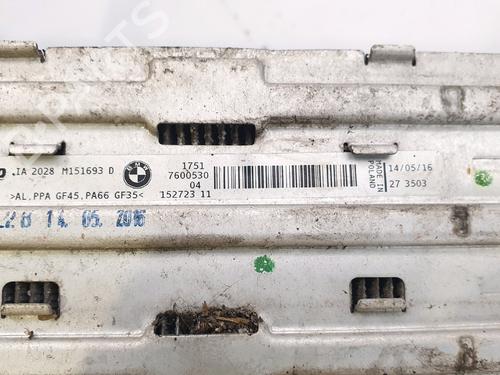 IA 2028 M151693 D
>AL,PPA GF45,PA66 GF35<
BMW
1751
7600530
04
152723 11
MADE IN
POLAND
14/05/16
27 3503
14. 05. 2016